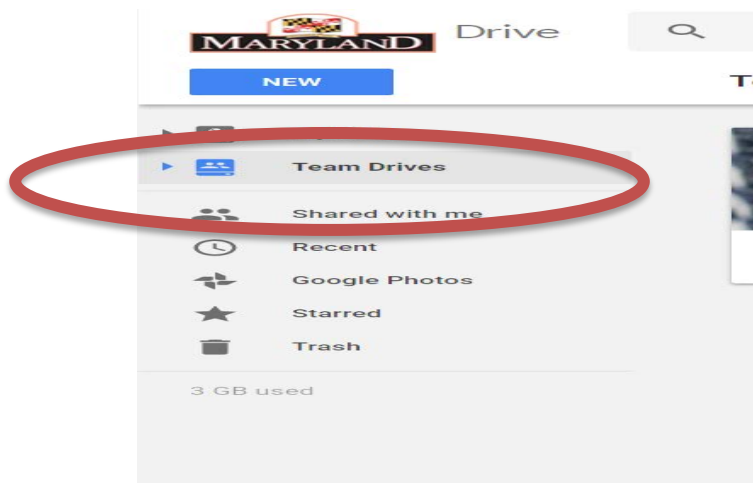 MARYLAND Drive
NEW
Team Drives
Shared with me
Recent
Google Photos
Starred
Trash
3 GB used